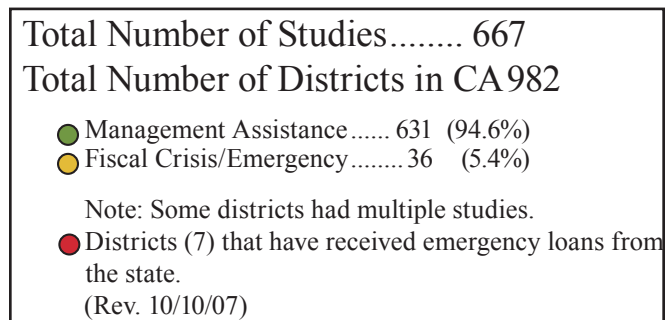 Total Number of Studies........ 667
Total Number of Districts in CA 982
Management Assistance ...... 631 (94.6%)
Fiscal Crisis/Emergency........ 36 (5.4%)
Note: Some districts had multiple studies.
Districts (7) that have received emergency loans from
the state.
(Rev. 10/10/07)